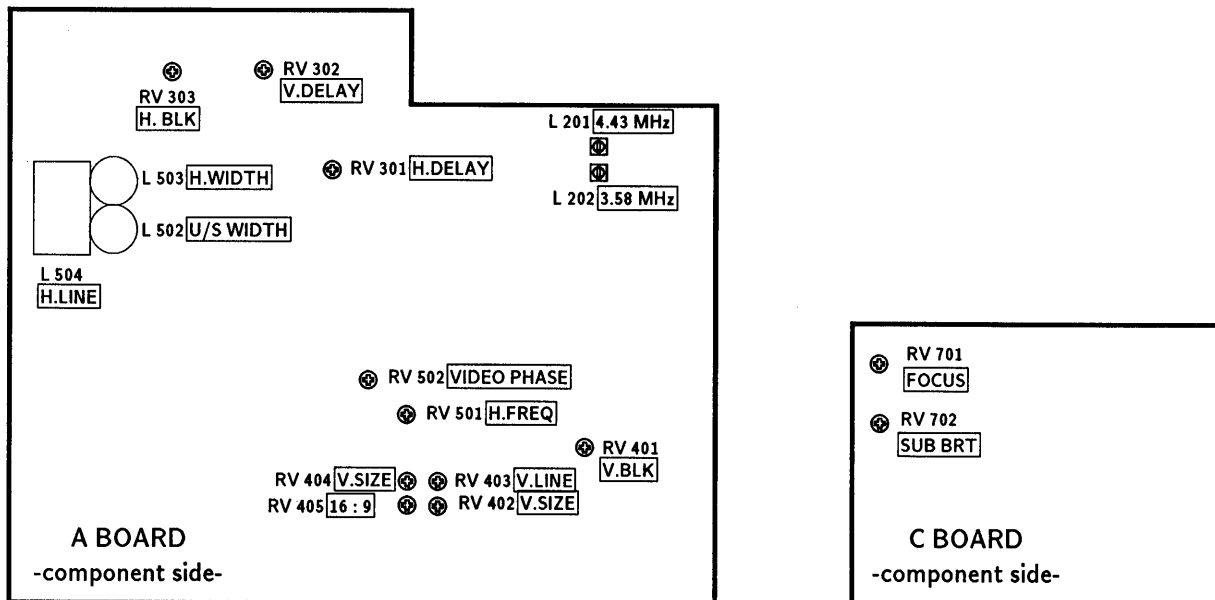 RV 303
H. BLK
RV 302
V.DELAY
L 201 4.43 MHz
L 202 3.58 MHz
RV 301 H.DELAY
L 503 H.WIDTH
L 502 U/S WIDTH
L 504
H.LINE
RV 502 VIDEO PHASE
RV 501 H.FREQ
RV 401
V.BLK
RV 404 V.SIZE
RV 403 V.LINE
RV 405 16 : 9
RV 402 V.SIZE
A BOARD
-component side-
RV 701
FOCUS
RV 702
SUB BRT
C BOARD
-component side-